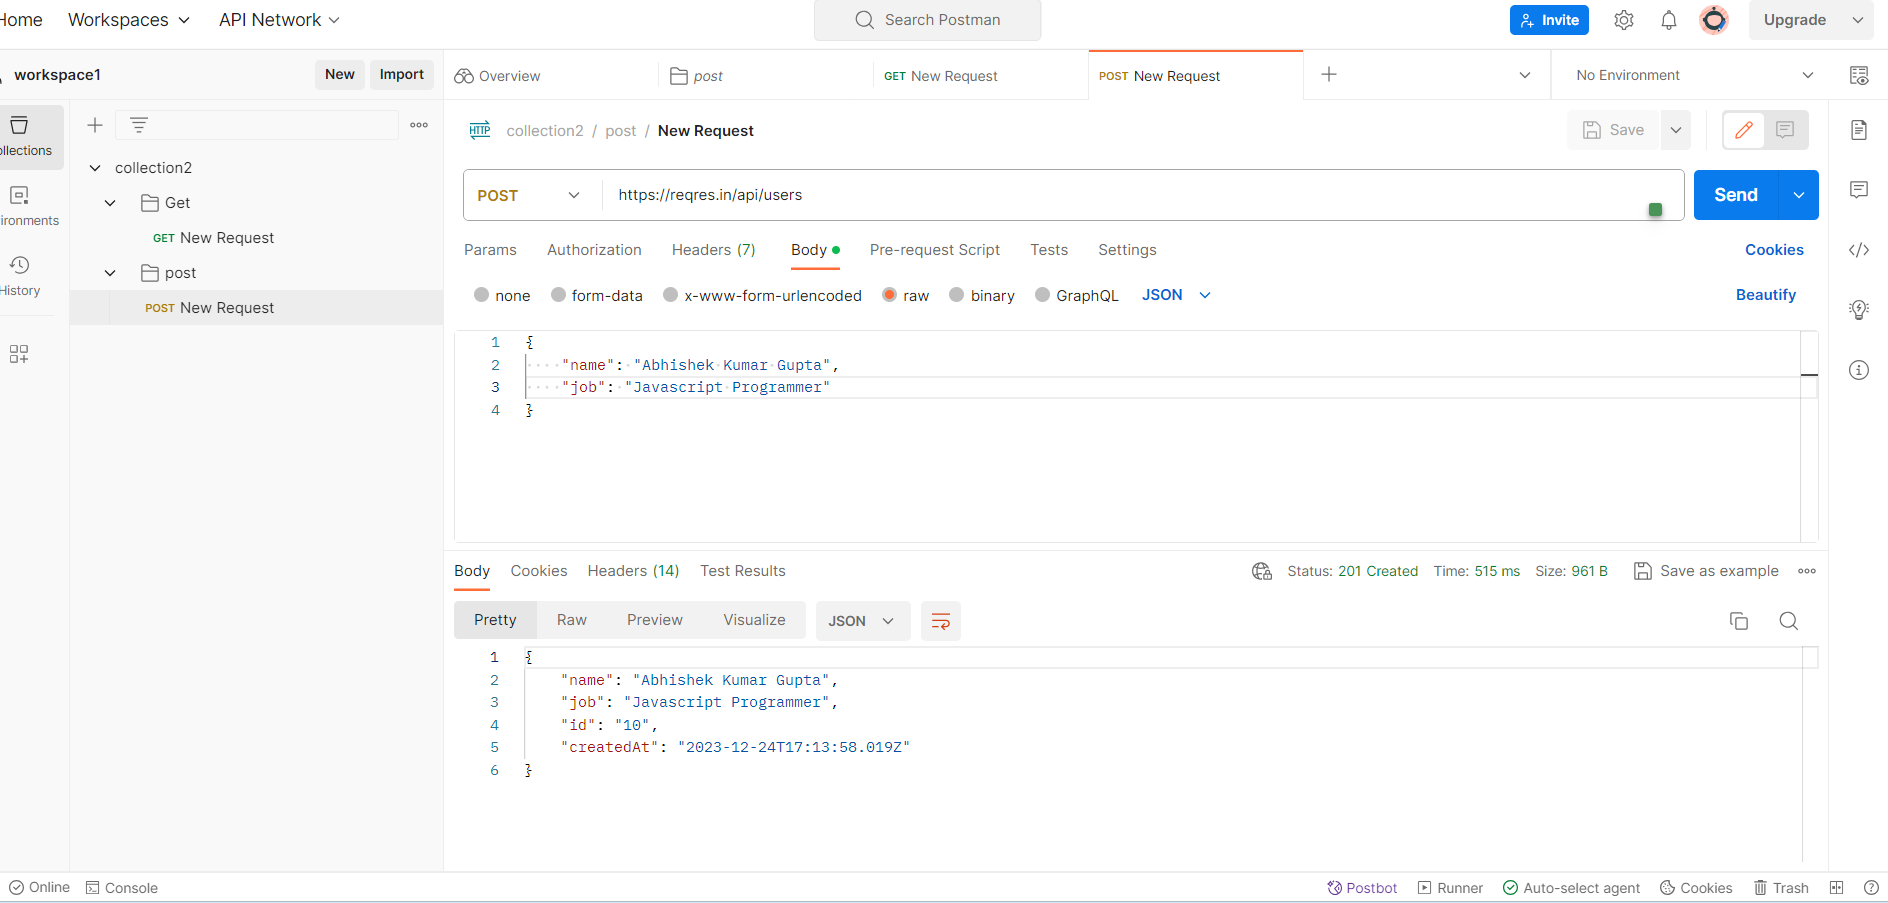 Home Workspaces API Network Search Postman Invite Upgrade
workspace1 New Import Overview post GET New Request POST New Request No Environment
collection2 / post / New Request Save
ollections
collection2
POST https://reqres.in/api/users Send
Get
ironments
GET New Request
Params Authorization Headers (7) Body Pre-request Script Tests Settings Cookies
post
History
none form-data x-www-form-urlencoded raw binary GraphQL JSON Beautify
POST New Request
1 {
2 "name": "Abhishek Kumar Gupta",
3 "job": "Javascript Programmer"
4 }
Body Cookies Headers (14) Test Results Status: 201 Created Time: 515 ms Size: 961 B Save as example
Pretty Raw Preview Visualize JSON
1 {
2 "name": "Abhishek Kumar Gupta",
3 "job": "Javascript Programmer",
4 "id": "10",
5 "createdAt": "2023-12-24T17:13:58.019Z"
6 }
Online Console Postbot Runner Auto-select agent Cookies Trash